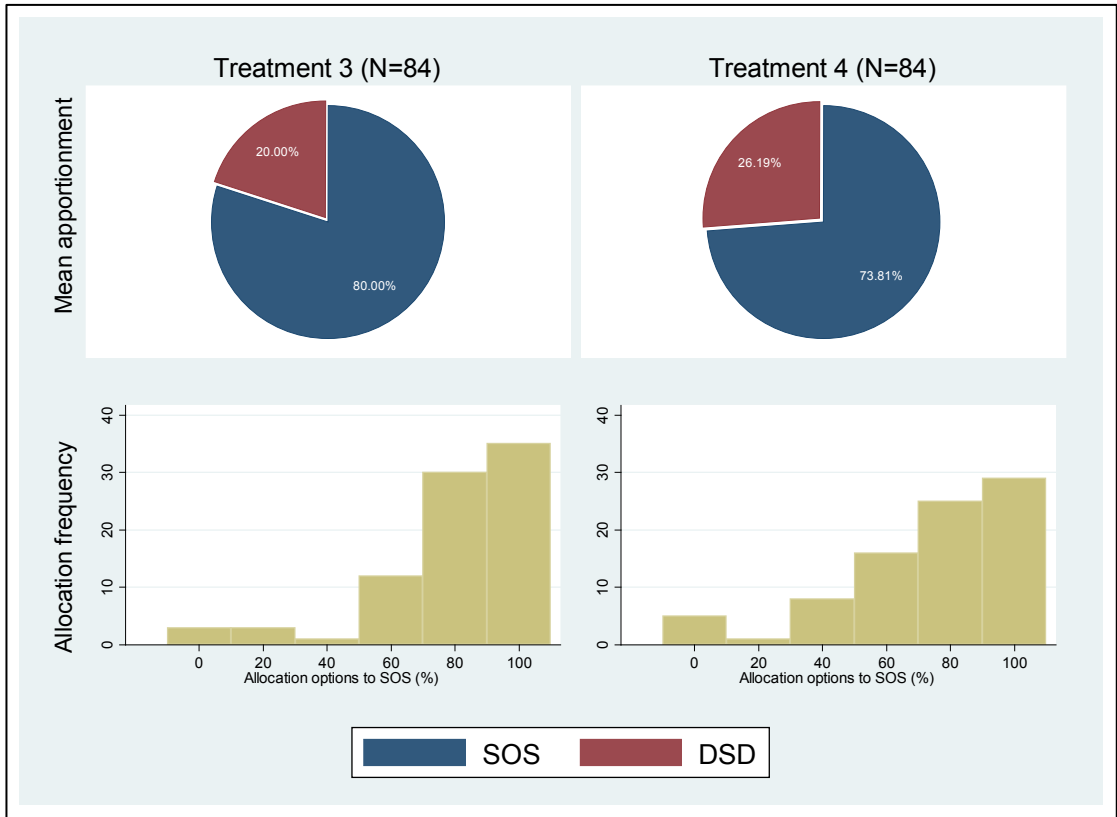 Treatment 3 (N=84)
Treatment 4 (N=84)
Mean apportionment
20.00%
80.00%
26.19%
73.81%
Allocation frequency
40
30
20
10
0
0 20 40 60 80 100
Allocation options to SOS (%)
40
30
20
10
0
0 20 40 60 80 100
Allocation options to SOS (%)
SOS DSD